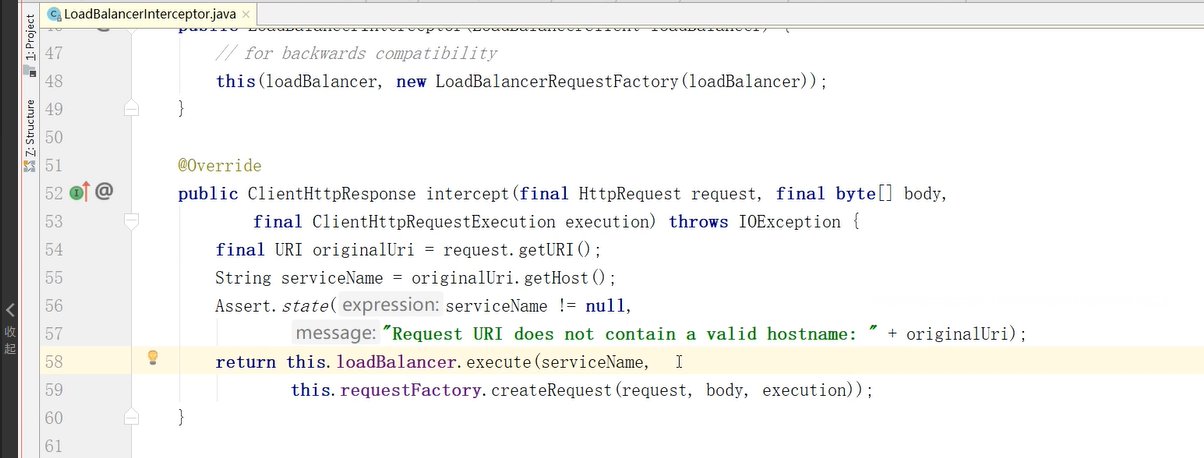 LoadBalancerInterceptor.java ×
1: Project
Z: Structure
收起
public LoadBalancerInterceptor(LoadBalancerClient loadBalancer) {
47 // for backwards compatibility
48 this(loadBalancer, new LoadBalancerRequestFactory(loadBalancer));
49 }
50
51 @Override
52 public ClientHttpResponse intercept(final HttpRequest request, final byte[] body,
53 final ClientHttpRequestExecution execution) throws IOException {
54 final URI originalUri = request.getURI();
55 String serviceName = originalUri.getHost();
56 Assert.state( expression: serviceName != null,
57 message: "Request URI does not contain a valid hostname: " + originalUri);
58 return this.loadBalancer.execute(serviceName,
59 this.requestFactory.createRequest(request, body, execution));
60 }
61